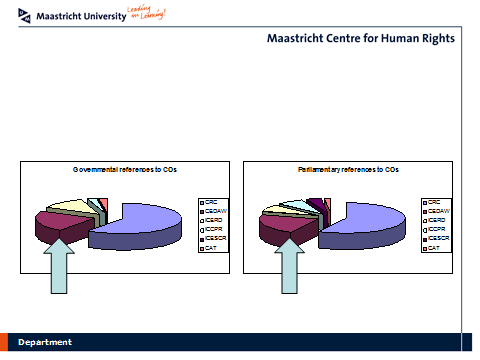 Maastricht University
Leading
in Learning!
Maastricht Centre for Human Rights
Governmental references to COs
CRC
CEDAW
ICERD
ICCPR
ICESCR
CAT
Parliamentary references to COs
CRC
CEDAW
ICERD
ICCPR
ICESCR
CAT
Department